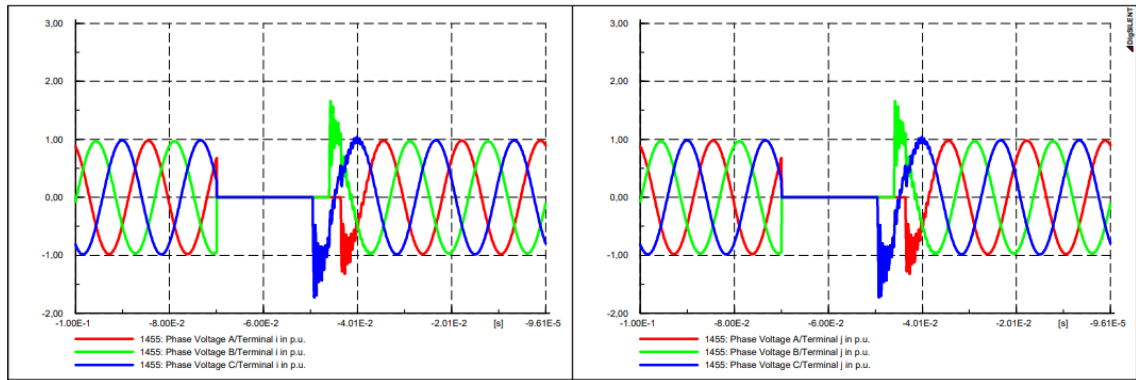 3,00
2,00
1,00
0,00
-1,00
-2,00
-1.00E-1 -8.00E-2 -6.00E-2 -4.01E-2 -2.01E-2 [s] -9.61E-5
1455: Phase Voltage A/Terminal i in p.u.
1455: Phase Voltage B/Terminal i in p.u.
1455: Phase Voltage C/Terminal i in p.u.
3,00
2,00
1,00
0,00
-1,00
-2,00
-1.00E-1 -8.00E-2 -6.00E-2 -4.01E-2 -2.01E-2 [s] -9.61E-5
1455: Phase Voltage A/Terminal j in p.u.
1455: Phase Voltage B/Terminal j in p.u.
1455: Phase Voltage C/Terminal j in p.u.
DIgSILENT